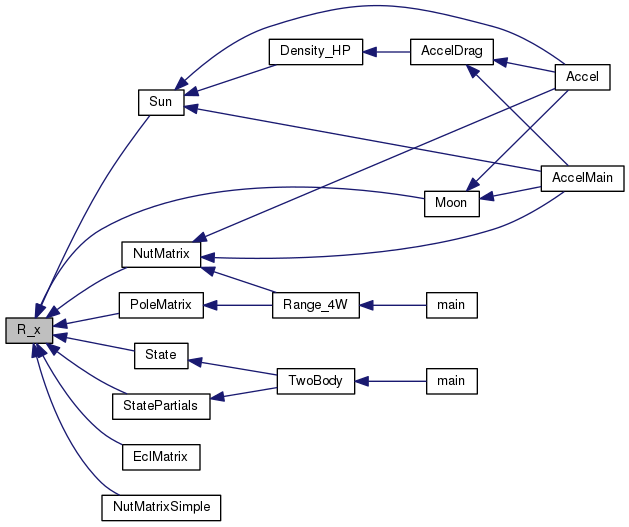 Density_HP
AccelDrag
Accel
Sun
AccelMain
Moon
NutMatrix
PoleMatrix
Range_4W
main
R_x
State
TwoBody
main
StatePartials
EclMatrix
NutMatrixSimple